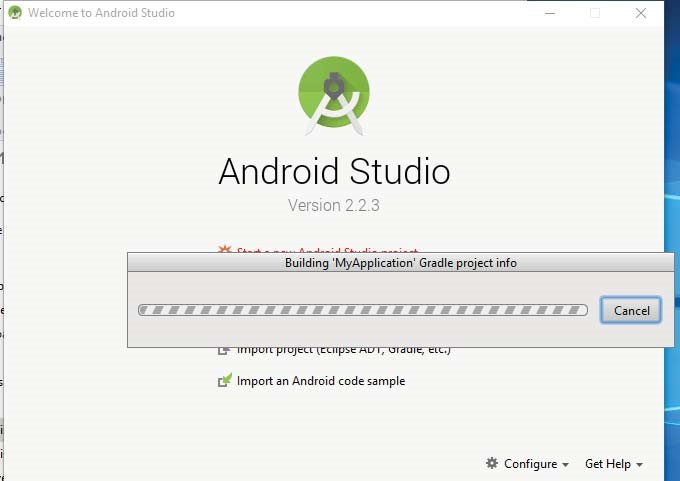 Welcome to Android Studio
Android Studio
Version 2.2.3
Start a new Android Studio project
Building 'MyApplication' Gradle project info
Cancel
Import project (Eclipse ADT, Gradle, etc.)
Import an Android code sample
Configure
Get Help